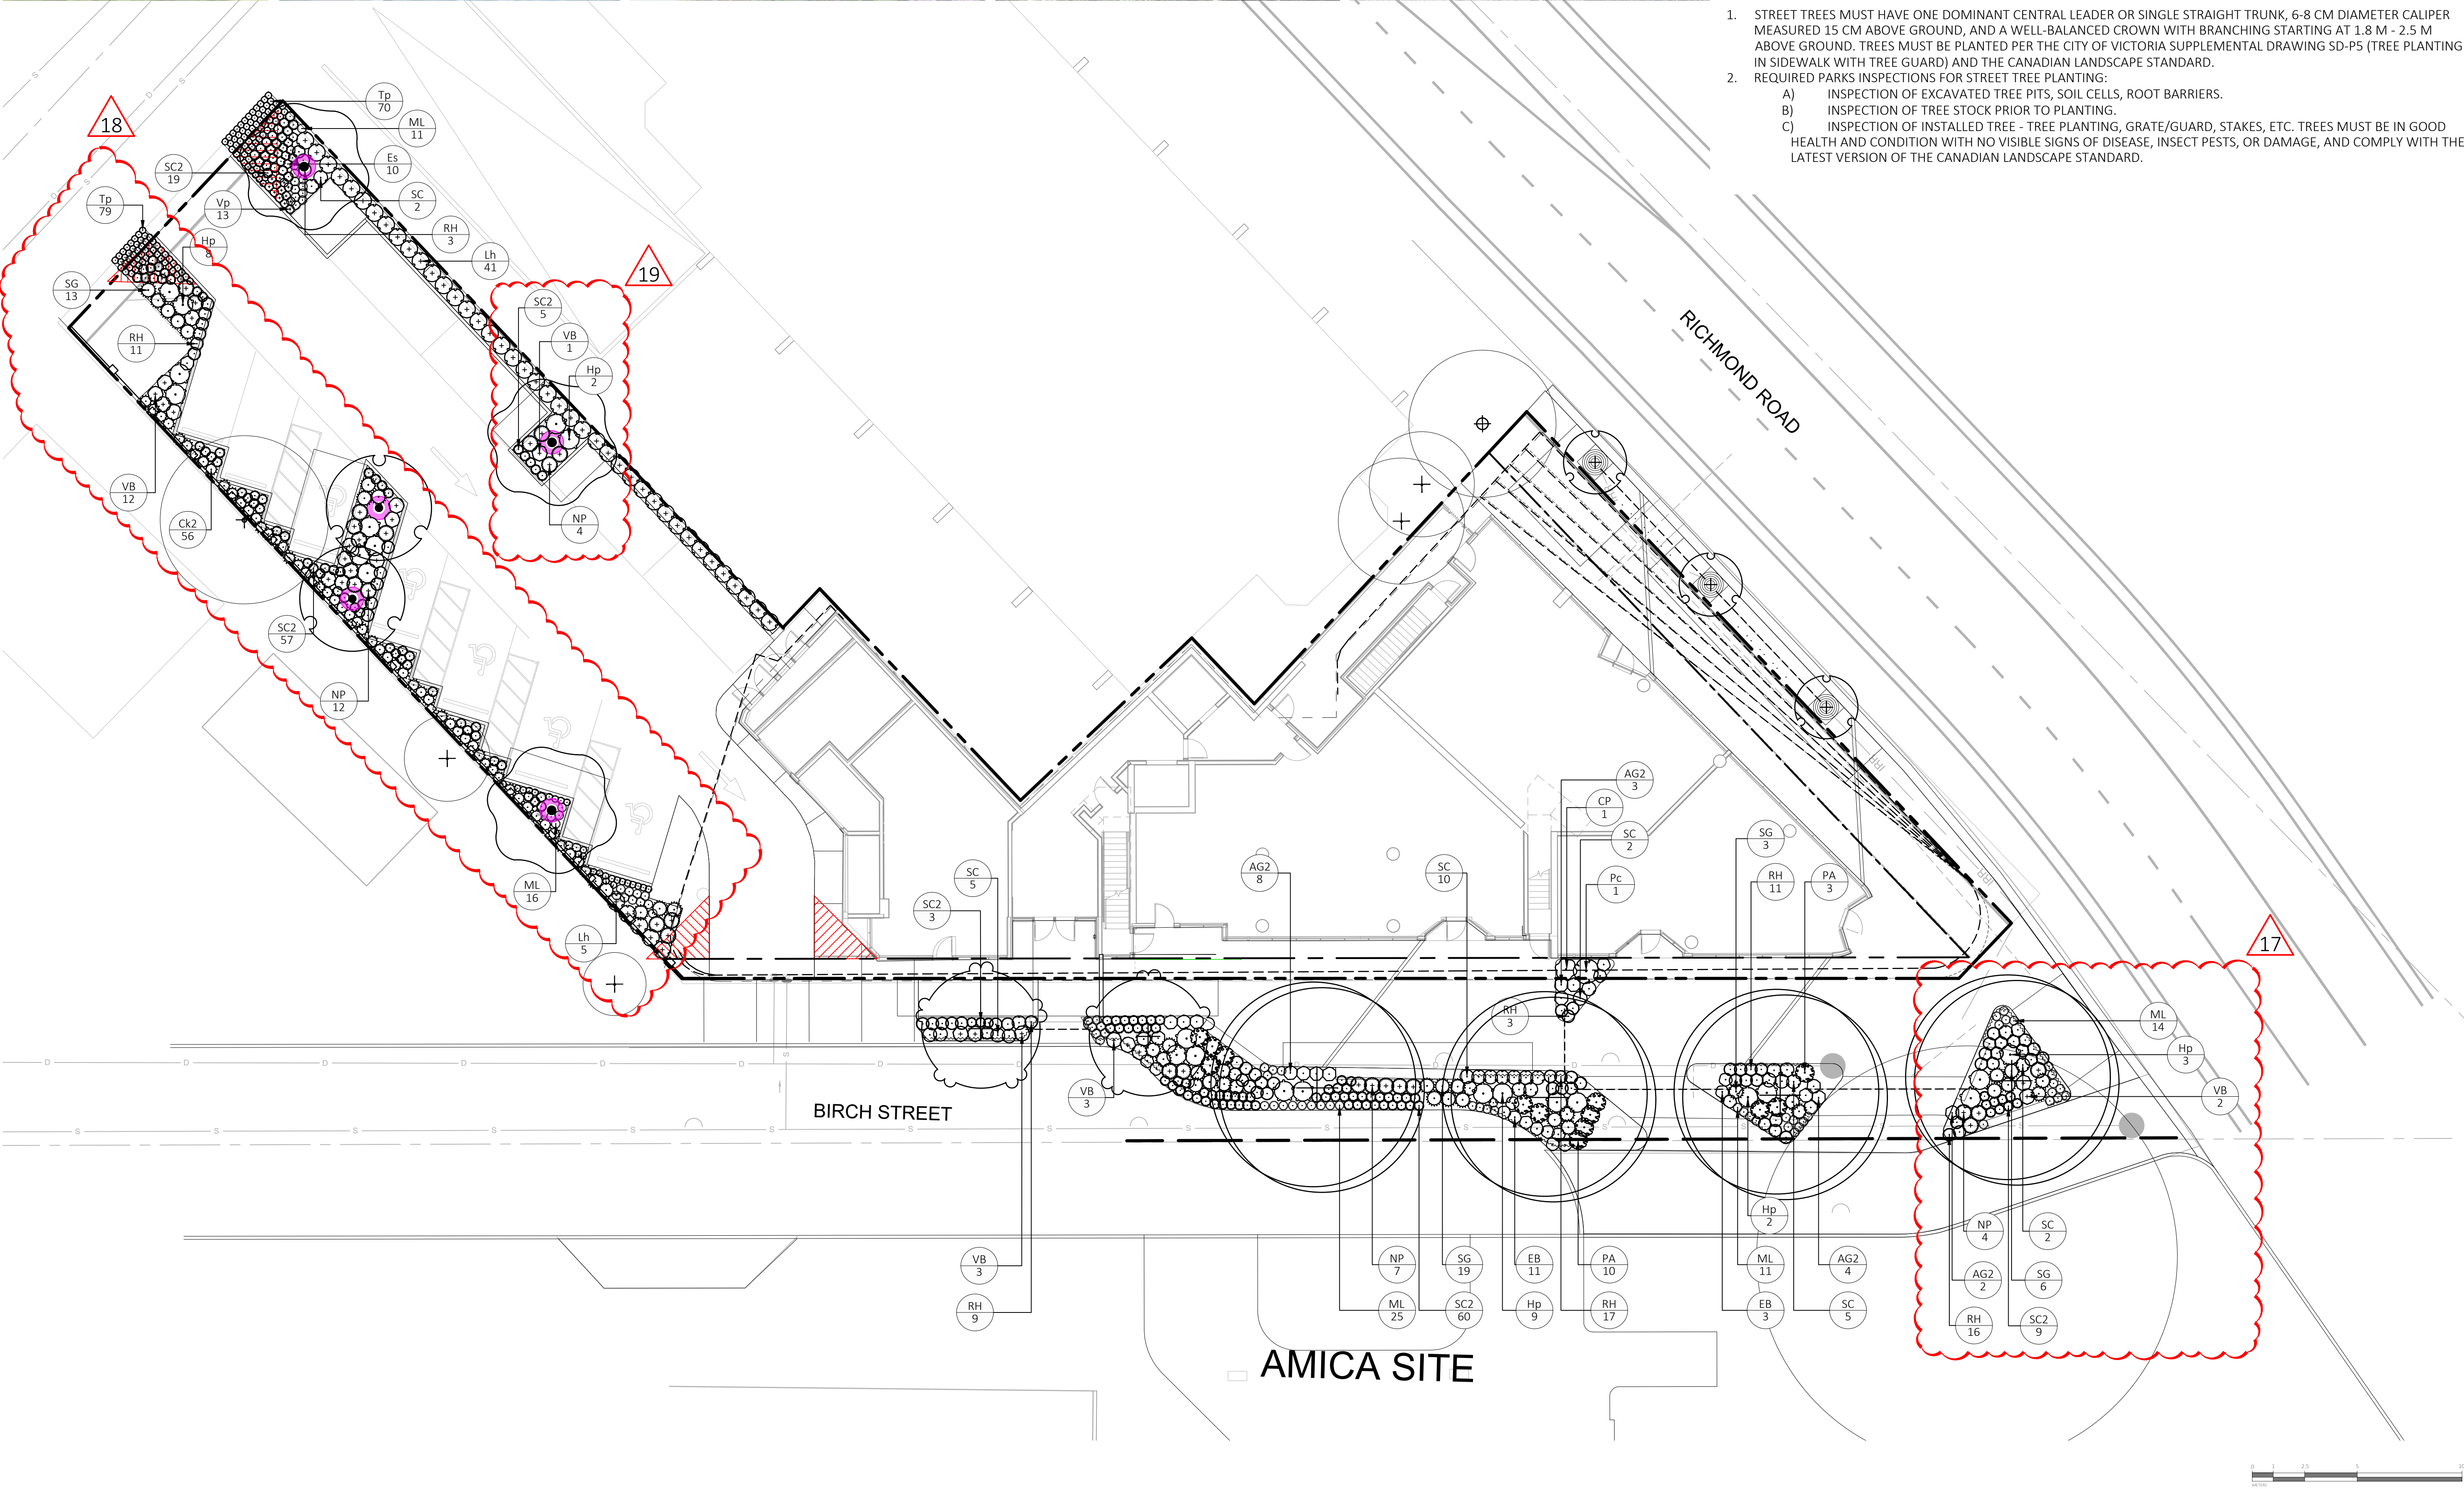 1. STREET TREES MUST HAVE ONE DOMINANT CENTRAL LEADER OR SINGLE STRAIGHT TRUNK, 6-8 CM DIAMETER CALIPER
MEASURED 15 CM ABOVE GROUND, AND A WELL-BALANCED CROWN WITH BRANCHING STARTING AT 1.8 M - 2.5 M
ABOVE GROUND. TREES MUST BE PLANTED PER THE CITY OF VICTORIA SUPPLEMENTAL DRAWING SD-P5 (TREE PLANTING
IN SIDEWALK WITH TREE GUARD) AND THE CANADIAN LANDSCAPE STANDARD.
2. REQUIRED PARKS INSPECTIONS FOR STREET TREE PLANTING:
A) INSPECTION OF EXCAVATED TREE PITS, SOIL CELLS, ROOT BARRIERS.
B) INSPECTION OF TREE STOCK PRIOR TO PLANTING.
C) INSPECTION OF INSTALLED TREE - TREE PLANTING, GRATE/GUARD, STAKES, ETC. TREES MUST BE IN GOOD
HEALTH AND CONDITION WITH NO VISIBLE SIGNS OF DISEASE, INSECT PESTS, OR DAMAGE, AND COMPLY WITH THE
LATEST VERSION OF THE CANADIAN LANDSCAPE STANDARD.
18
Tp
70
ML
11
Es
10
SC2
19
SC
2
Tp
79
Vp
13
RH
3
Hp
8
Lh
41
SG
13
19
SC2
5
VB
1
RH
11
Hp
2
VB
12
Ck2
56
NP
4
SC2
57
NP
12
ML
16
Lh
5
RICHMOND ROAD
IRR
IRR
AG2
3
CP
1
SC
2
Pc
1
SG
3
RH
11
PA
3
SC
5
SC2
3
AG2
8
SC
10
17
RH
3
ML
14
Hp
3
VB
2
VB
3
D D D D D D D D D
BIRCH STREET
S S S S S S S S S S S S
Hp
2
NP
4
SC
2
VB
3
NP
7
SG
19
EB
11
PA
10
ML
11
AG2
4
AG2
2
SG
6
RH
9
ML
25
SC2
60
Hp
9
RH
17
EB
3
SC
5
RH
16
SC2
9
AMICA SITE
0 1 2.5 5 10
METERS